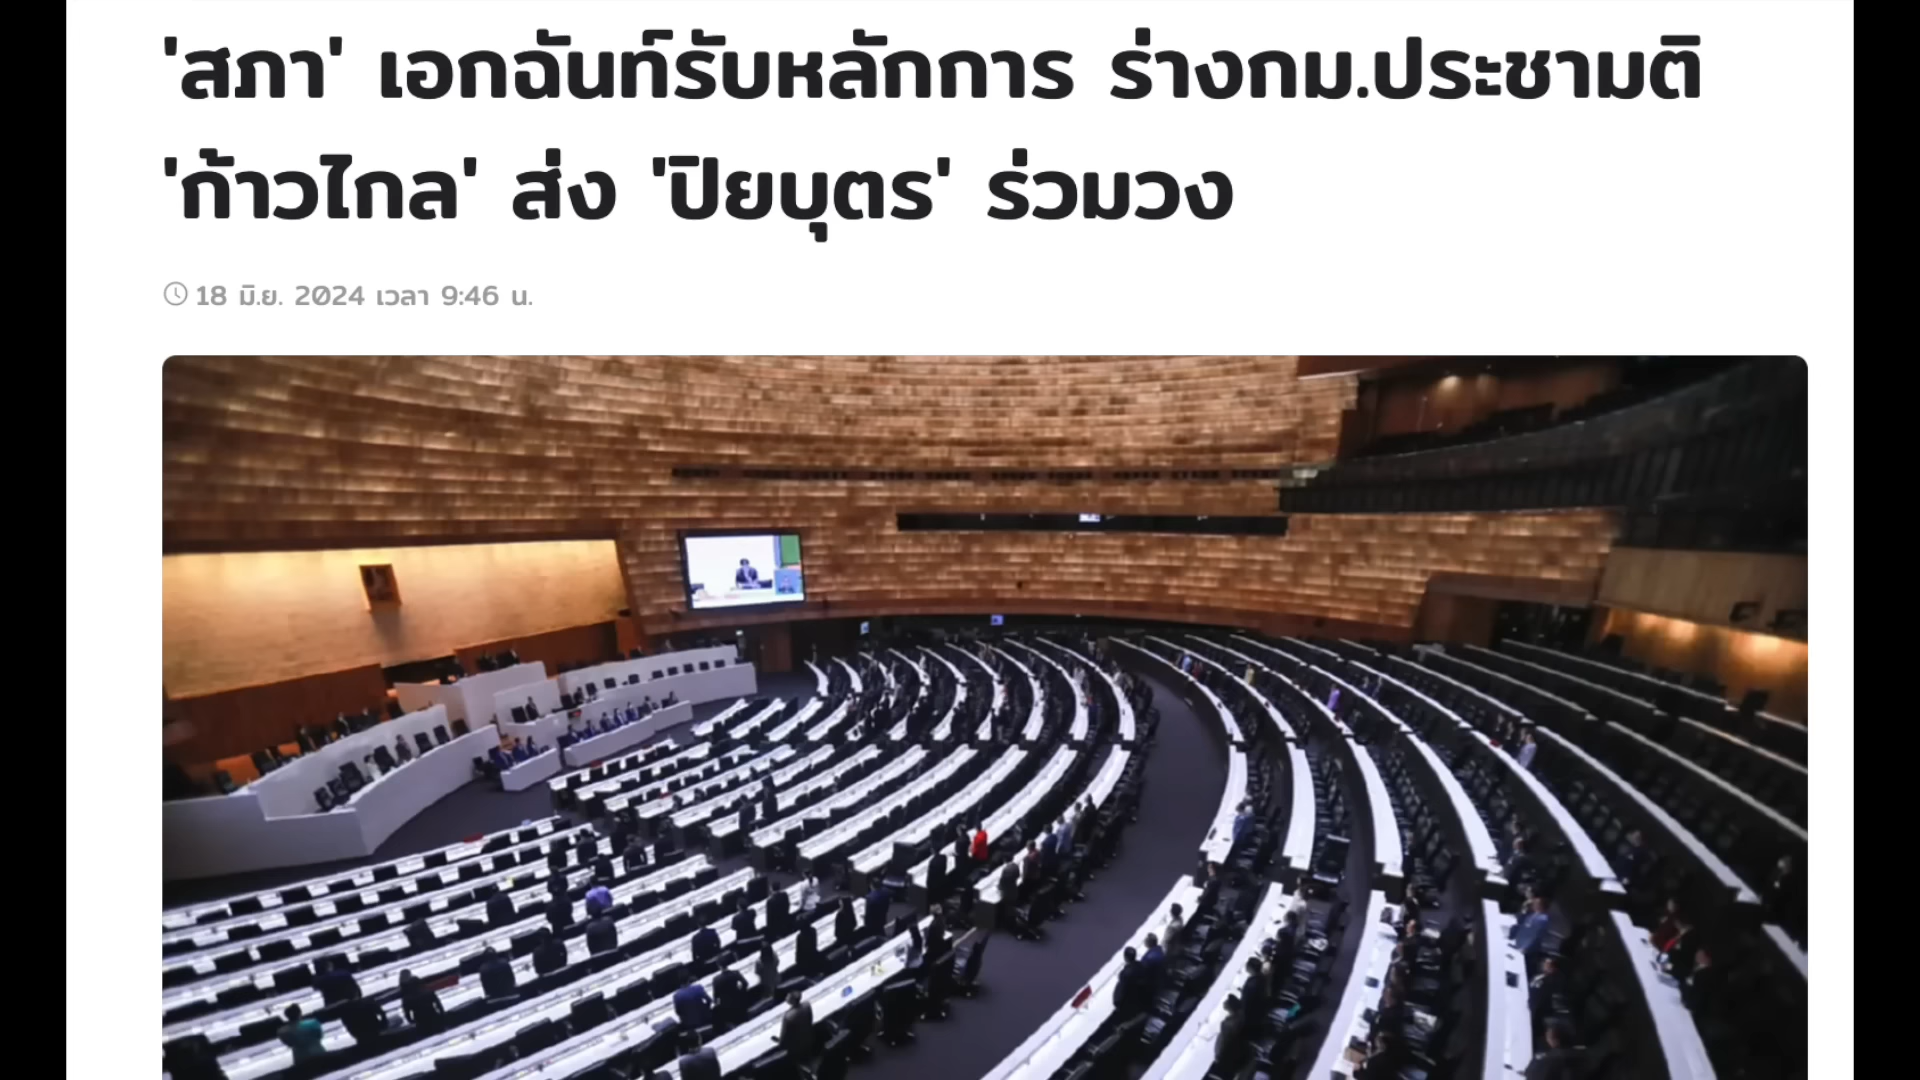 'สภา' เอกฉันท์รับหลักการ ร่างกม.ประชามติ
'ก้าวไกล' ส่ง 'ปิยบุตร' ร่วมวง
18 มิ.ย. 2024 เวลา 9:46 น.